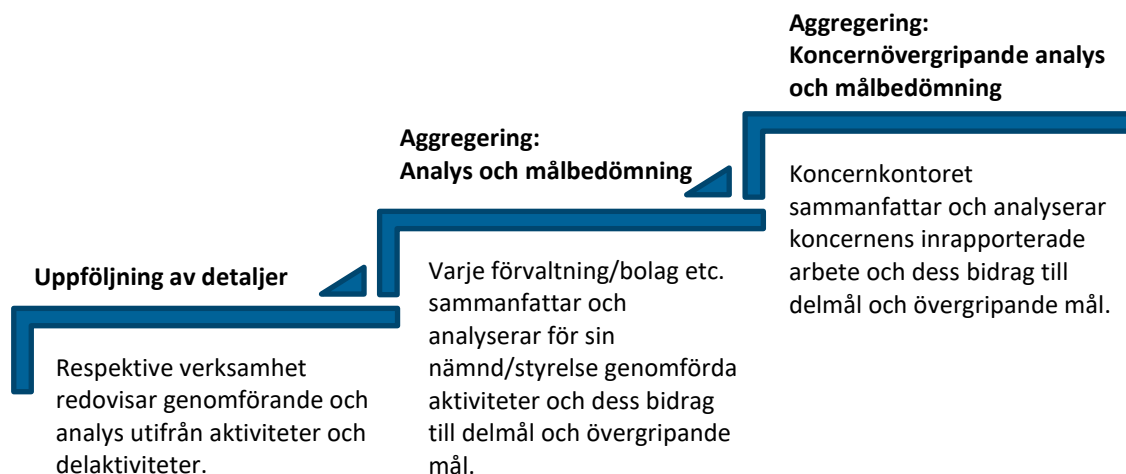 Uppföljning av detaljer
Respektive verksamhet
redovisar genomförande och
analys utifrån aktiviteter och
delaktiviteter.
Aggregering:
Analys och målbedömning
Varje förvaltning/bolag etc.
sammanfattar och
analyserar för sin
nämnd/styrelse genomförda
aktiviteter och dess bidrag
till delmål och övergripande
mål.
Aggregering:
Koncernövergripande analys
och målbedömning
Koncernkontoret
sammanfattar och analyserar
koncernens inrapporterade
arbete och dess bidrag till
delmål och övergripande mål.